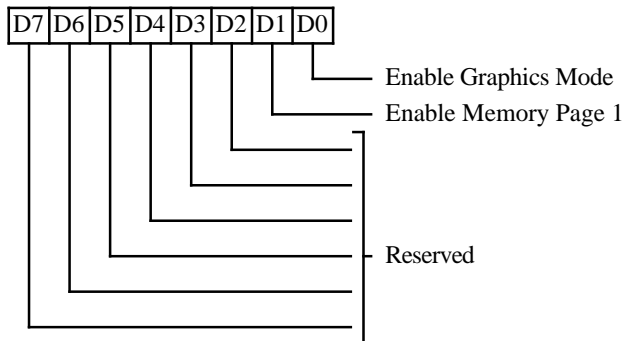 D7 D6 D5 D4 D3 D2 D1 D0
Enable Graphics Mode
Enable Memory Page 1
Reserved